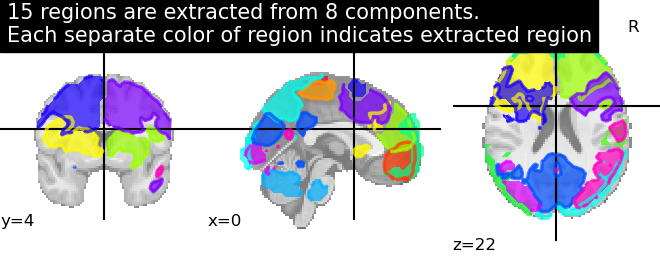 15 regions are extracted from 8 components.
Each separate color of region indicates extracted region
R
y=4
x=0
z=22